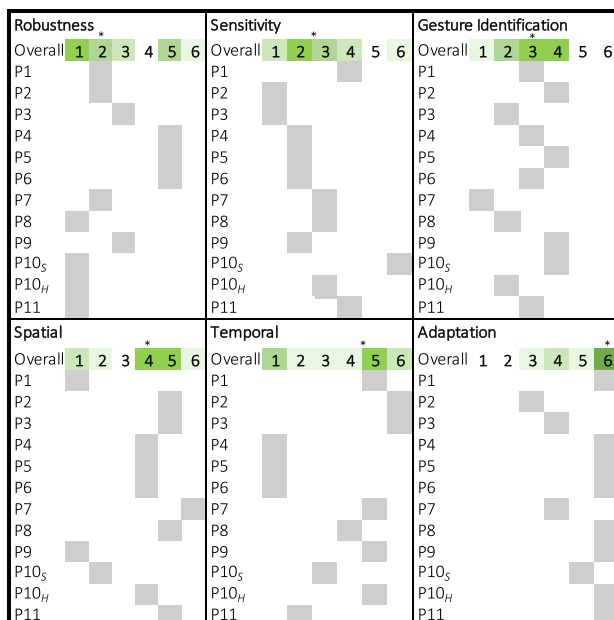 Robustness
*
Overall 1 2 3 4 5 6
P1
P2
P3
P4
P5
P6
P7
P8
P9
P10S
P10H
P11
Sensitivity
*
Overall 1 2 3 4 5 6
P1
P2
P3
P4
P5
P6
P7
P8
P9
P10S
P10H
P11
Gesture Identification
*
Overall 1 2 3 4 5 6
P1
P2
P3
P4
P5
P6
P7
P8
P9
P10S
P10H
P11
Spatial
*
Overall 1 2 3 4 5 6
P1
P2
P3
P4
P5
P6
P7
P8
P9
P10S
P10H
P11
Temporal
*
Overall 1 2 3 4 5 6
P1
P2
P3
P4
P5
P6
P7
P8
P9
P10S
P10H
P11
Adaptation
*
Overall 1 2 3 4 5 6
P1
P2
P3
P4
P5
P6
P7
P8
P9
P10S
P10H
P11